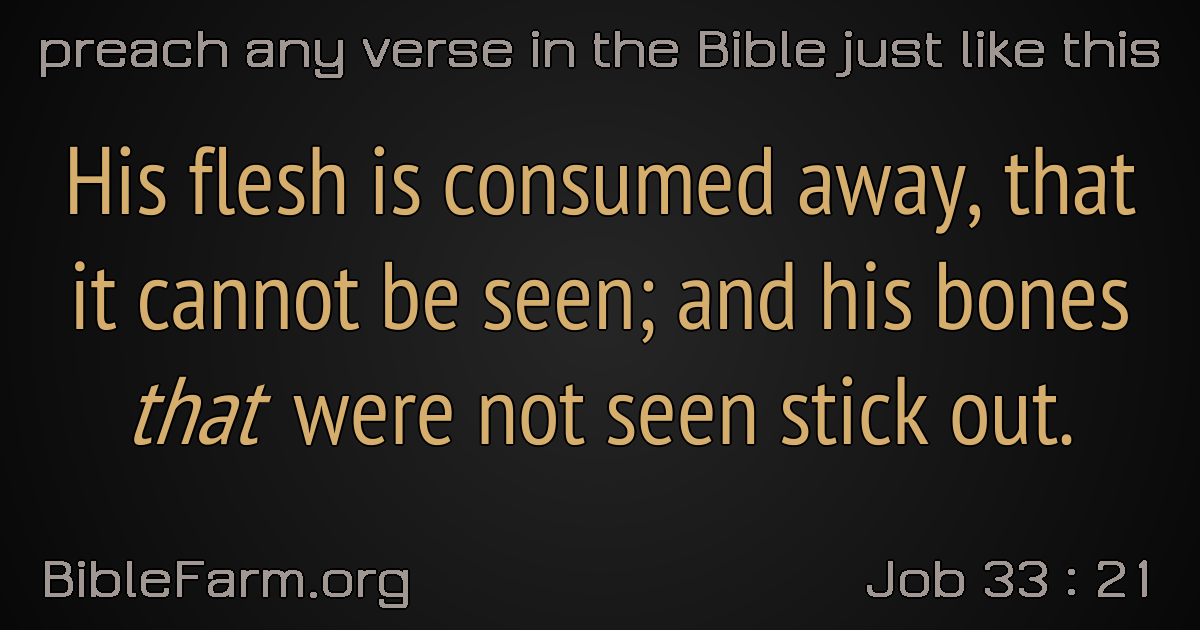 preach any verse in the Bible just like this
His flesh is consumed away, that
it cannot be seen; and his bones
that were not seen stick out.
BibleFarm.org
Job 33 : 21